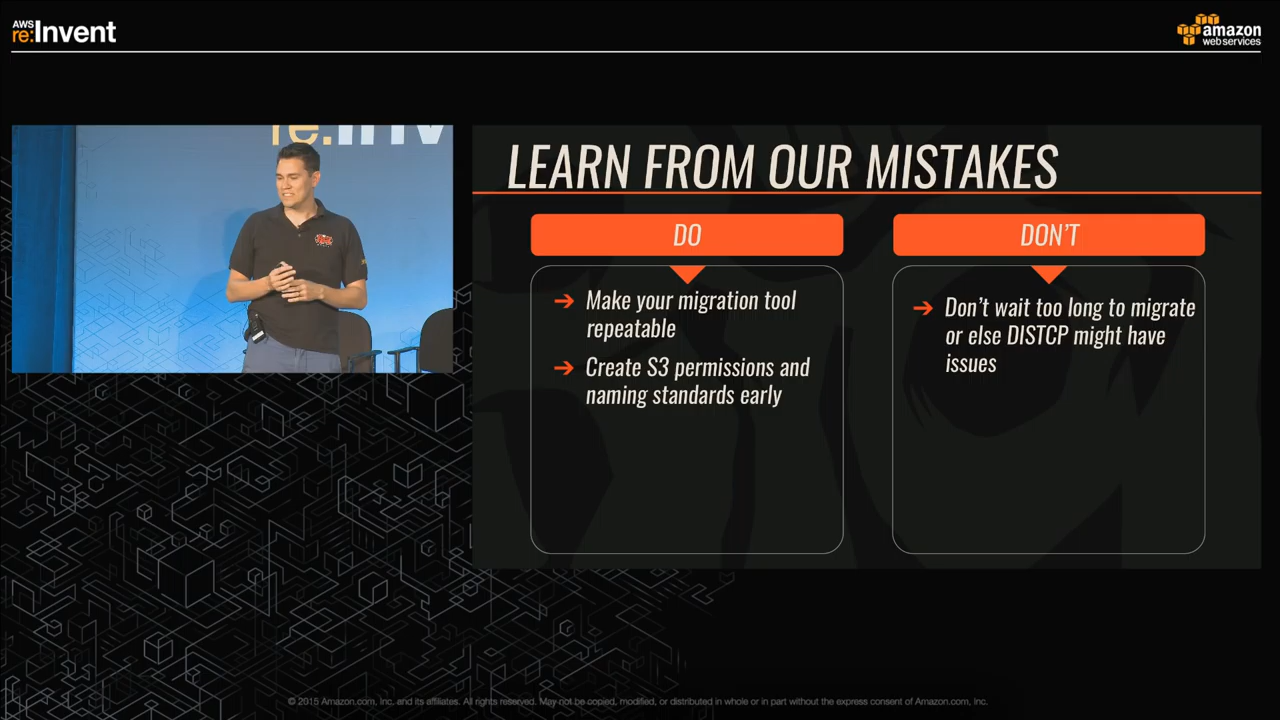 AWS
re:Invent
amazon
web services
re:Inv
LEARN FROM OUR MISTAKES
DO
DON'T
Make your migration tool
repeatable
Create S3 permissions and
naming standards early
Don't wait too long to migrate
or else DISTCP might have
issues
© 2015 Amazon.com, Inc. and its affiliates. All rights reserved. May not be copied, modified, or distributed in whole or in part without the express consent of Amazon.com, Inc.